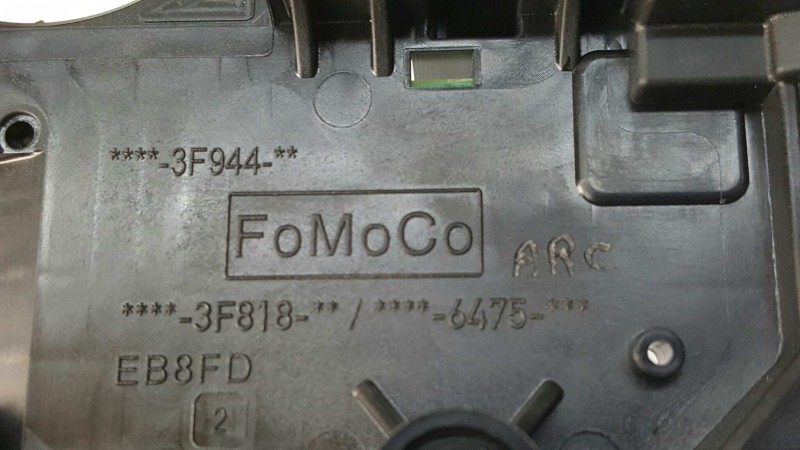 ****-3F944-**
FoMoCo
ARC
****-3F818-** / ****-6475-***
EB8FD
2